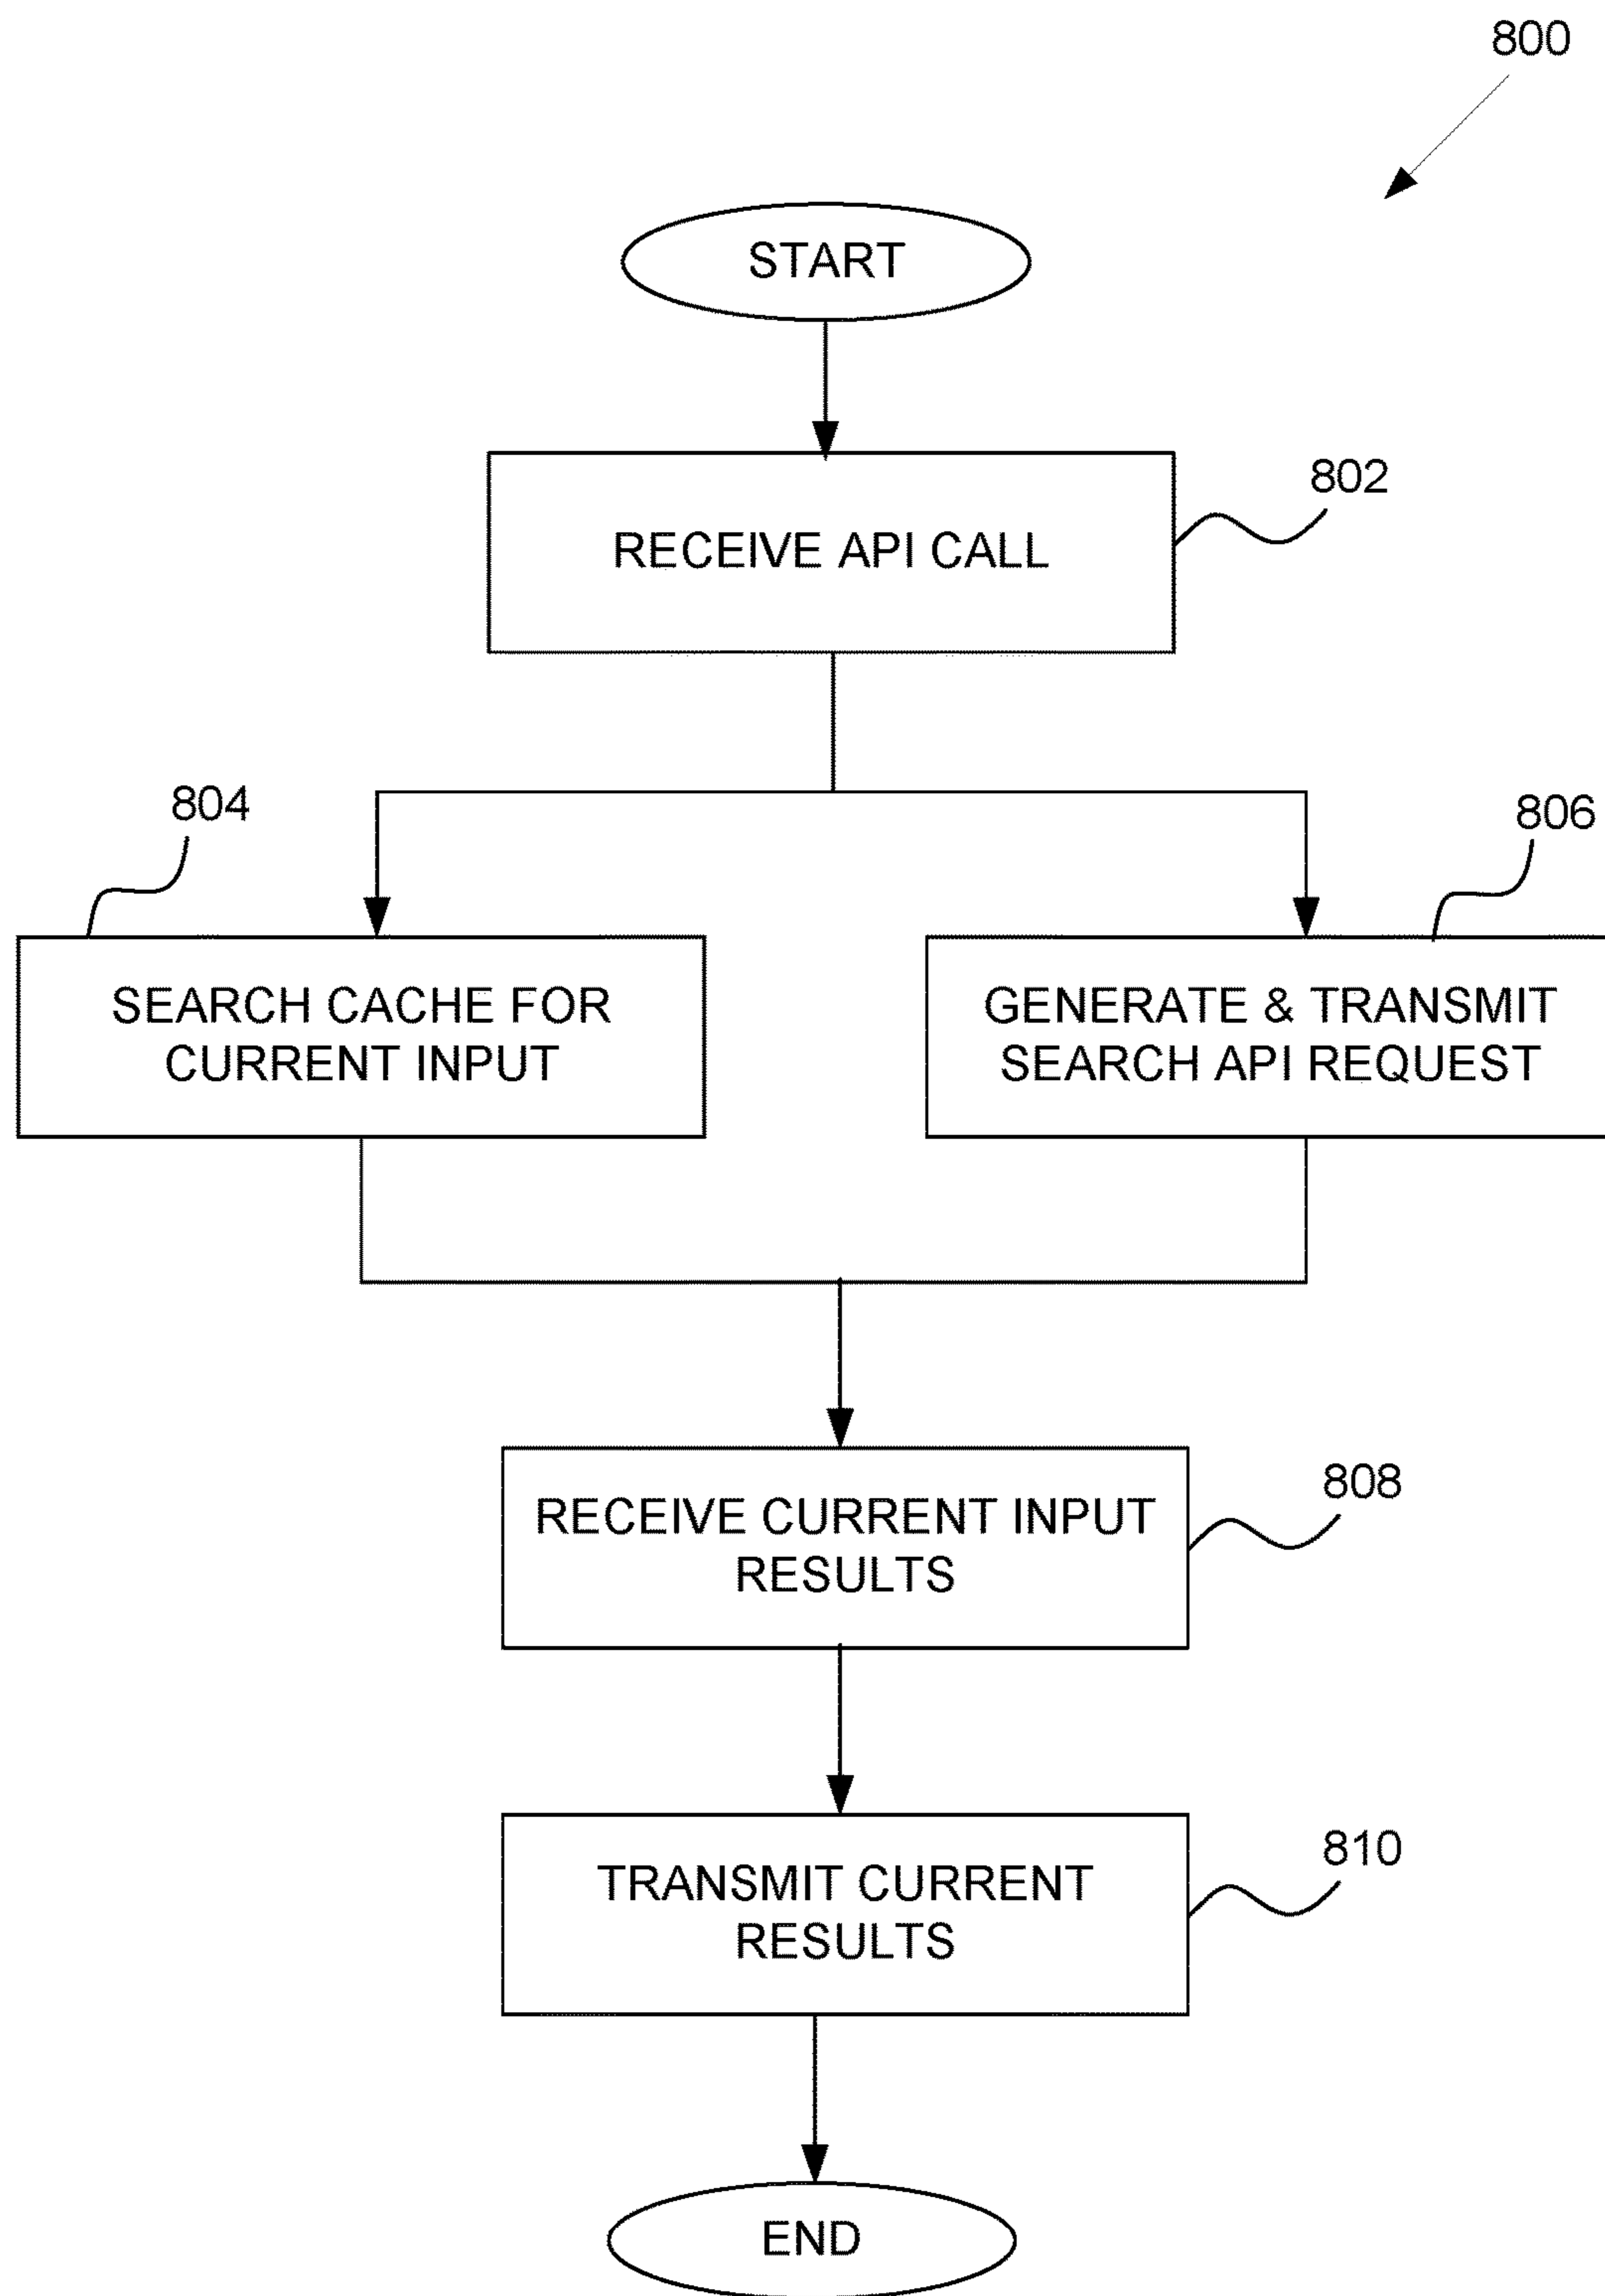 800
START
802
RECEIVE API CALL
804
806
SEARCH CACHE FOR
CURRENT INPUT
GENERATE & TRANSMIT
SEARCH API REQUEST
808
RECEIVE CURRENT INPUT
RESULTS
810
TRANSMIT CURRENT
RESULTS
END